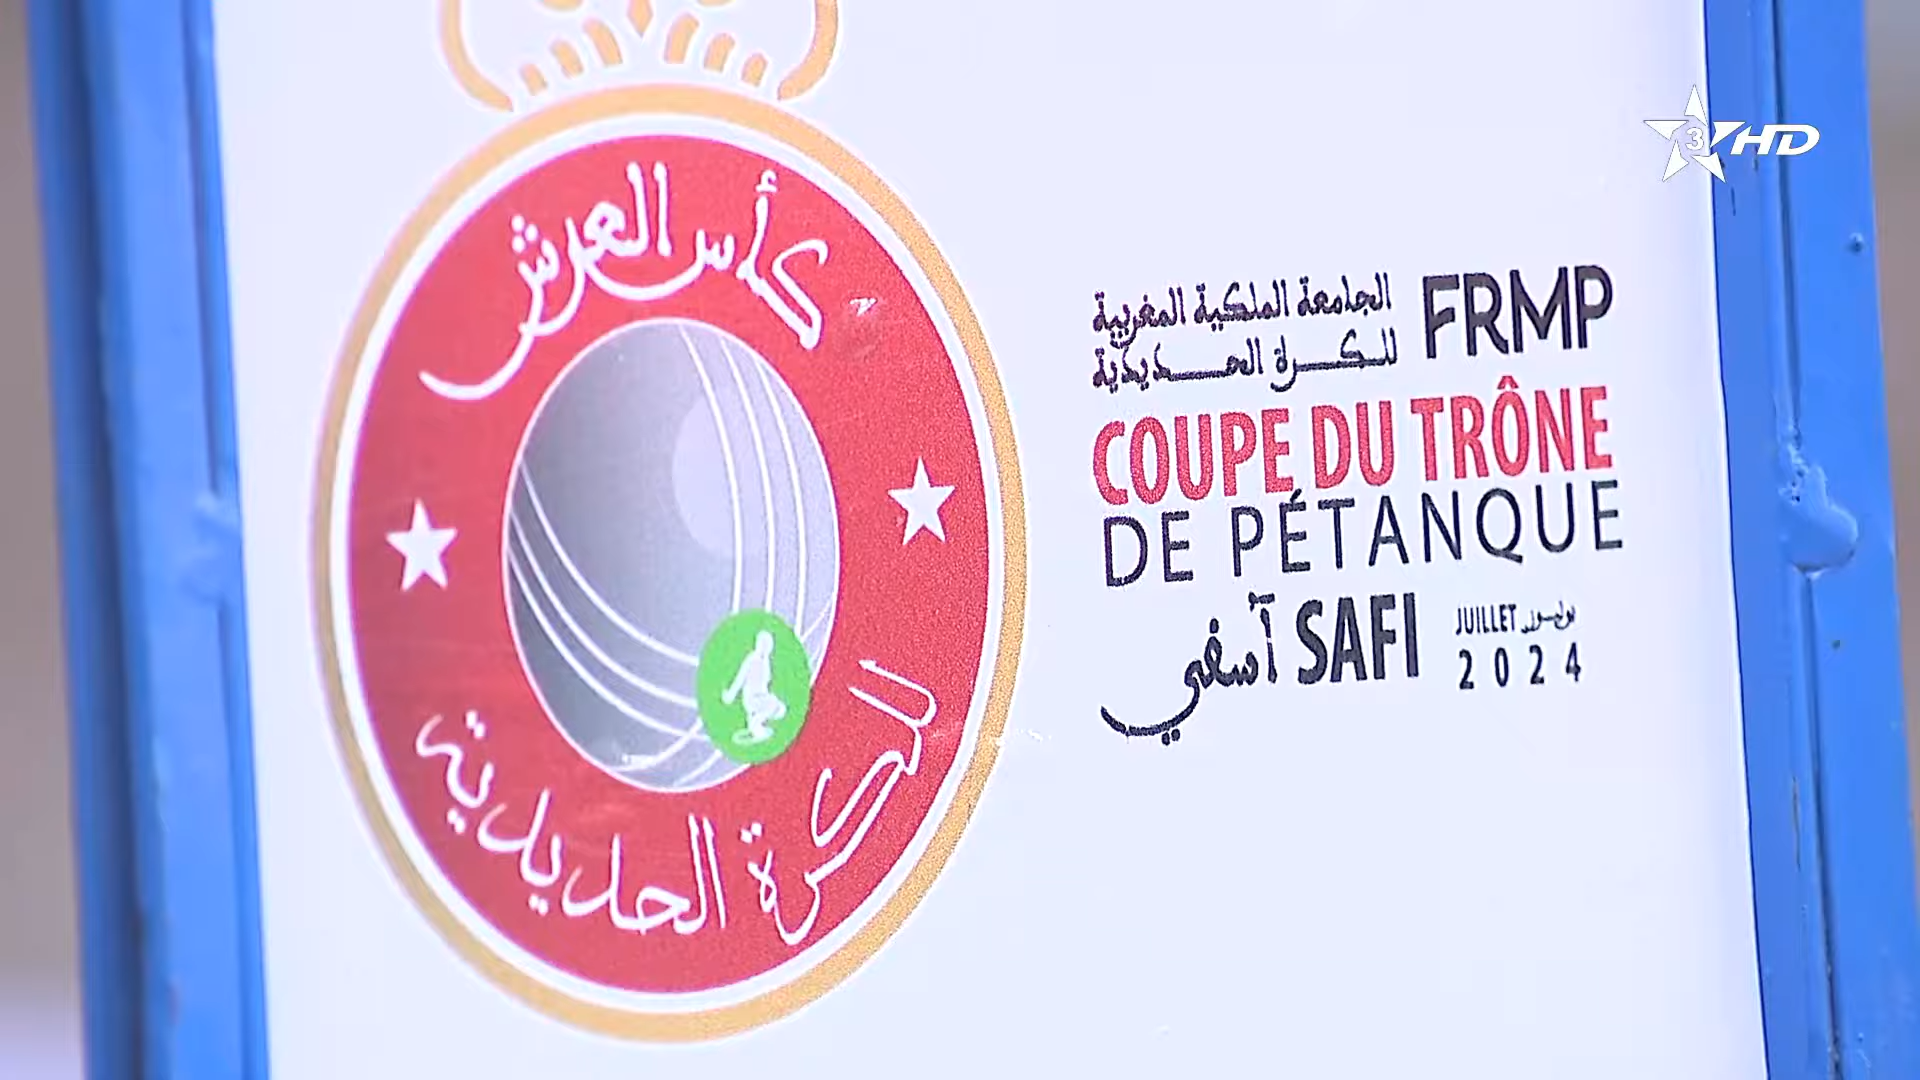 كأس العرش
للكرة الحديدية
الجامعة الملكية المغربية
للكرة الحديدية
FRMP
COUPE DU TRÔNE
DE PÉTANQUE
آسفي SAFI
JUILLET يوليوز
2024
3 HD